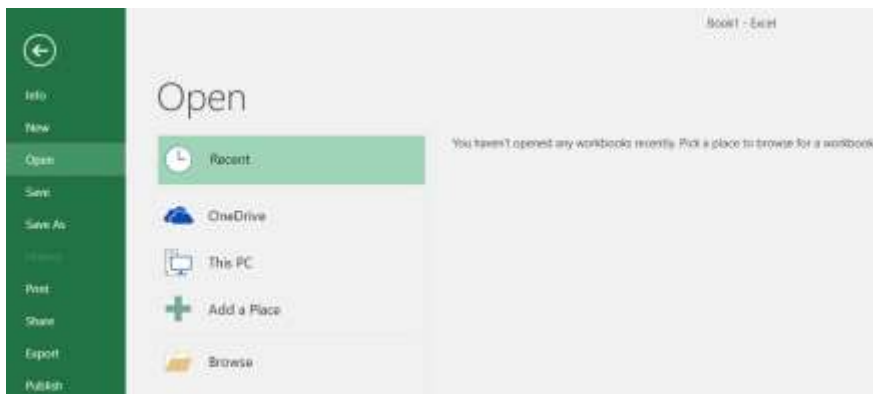 Book1 - Excel
Info
New
Open
Save
Save As
Print
Share
Export
Publish
Open
Recent
OneDrive
This PC
Add a Place
Browse
You haven't opened any workbooks recently. Pick a place to browse for a workbook